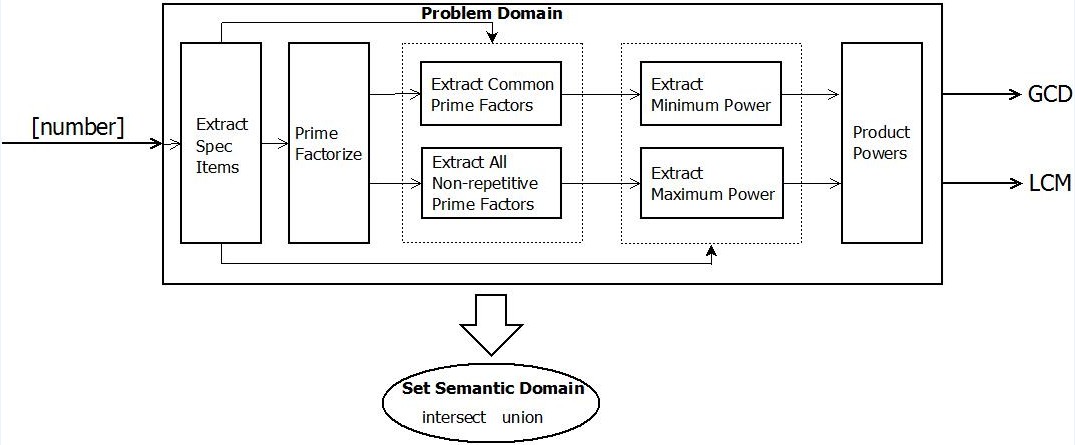 Problem Domain
[number]
Extract
Spec
Items
Prime
Factorize
Extract Common
Prime Factors
Extract All
Non-repetitive
Prime Factors
Extract
Minimum Power
Extract
Maximum Power
Product
Powers
GCD
LCM
Set Semantic Domain
intersect union